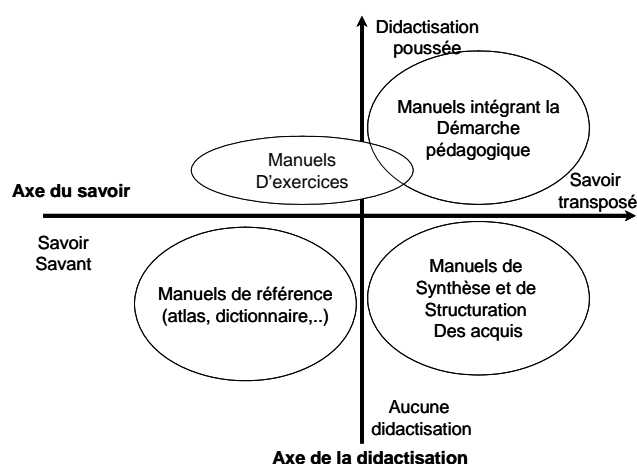 Didactisation
poussée
Manuels intégrant la
Démarche
pédagogique
Manuels
D'exercices
Axe du savoir
Savoir
transposé
Savoir
Savant
Manuels de
Synthèse et de
Structuration
Des acquis
Manuels de référence
(atlas, dictionnaire,..)
Aucune
didactisation
Axe de la didactisation